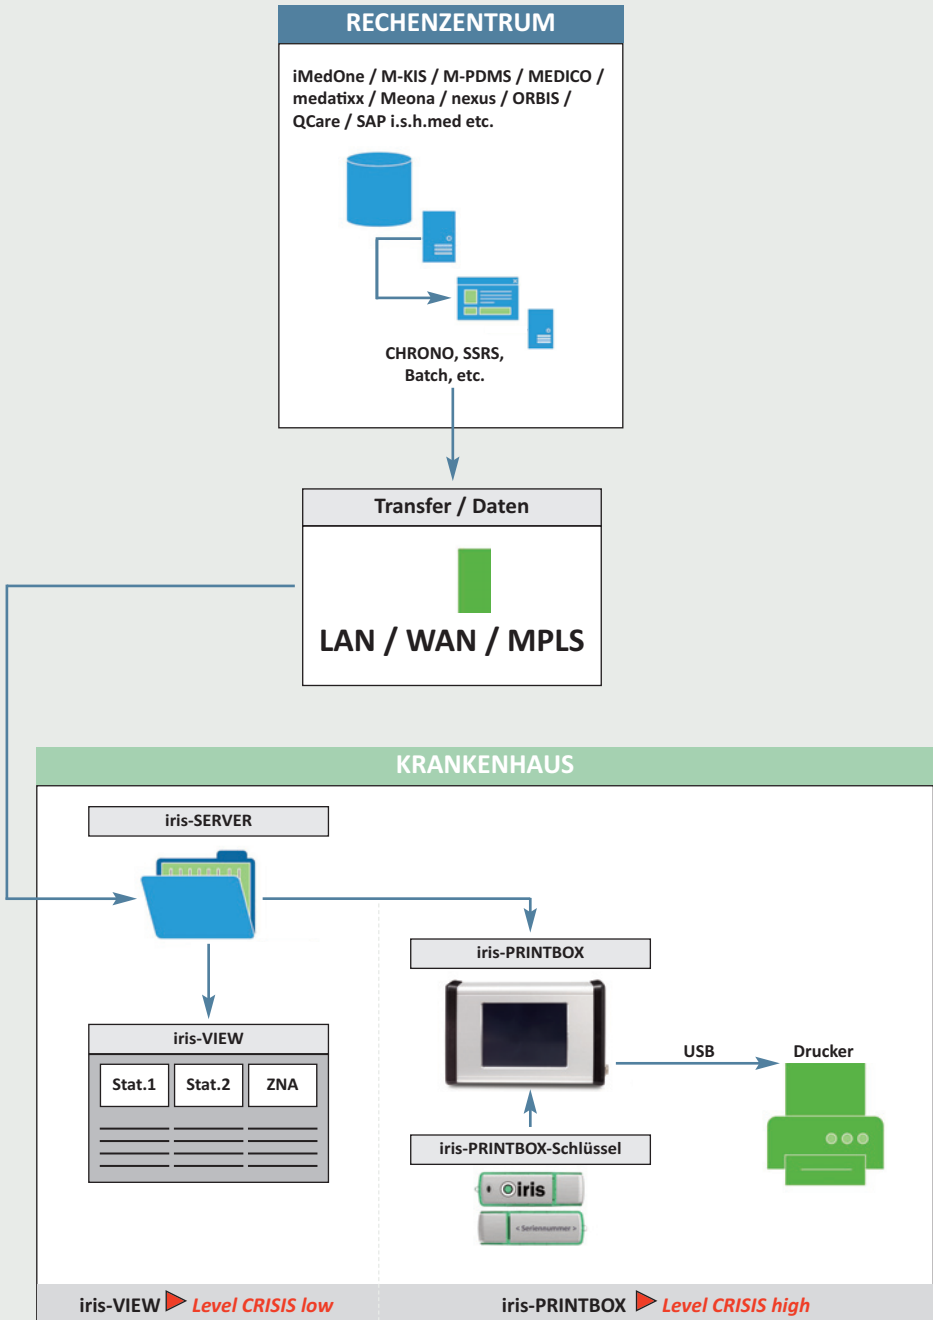 RECHENZENTRUM
iMedOne / M-KIS / M-PDMS / MEDICO /
medatixx / Meona / nexus / ORBIS /
QCare / SAP i.s.h.med etc.
CHRONO, SSRS,
Batch, etc.
Transfer / Daten
LAN / WAN / MPLS
KRANKENHAUS
iris-SERVER
iris-PRINTBOX
iris-VIEW
Stat.1
Stat.2
ZNA
USB
Drucker
iris-PRINTBOX-Schlüssel
iris
< Seriennummer >
iris-VIEW Level CRISIS low
iris-PRINTBOX Level CRISIS high